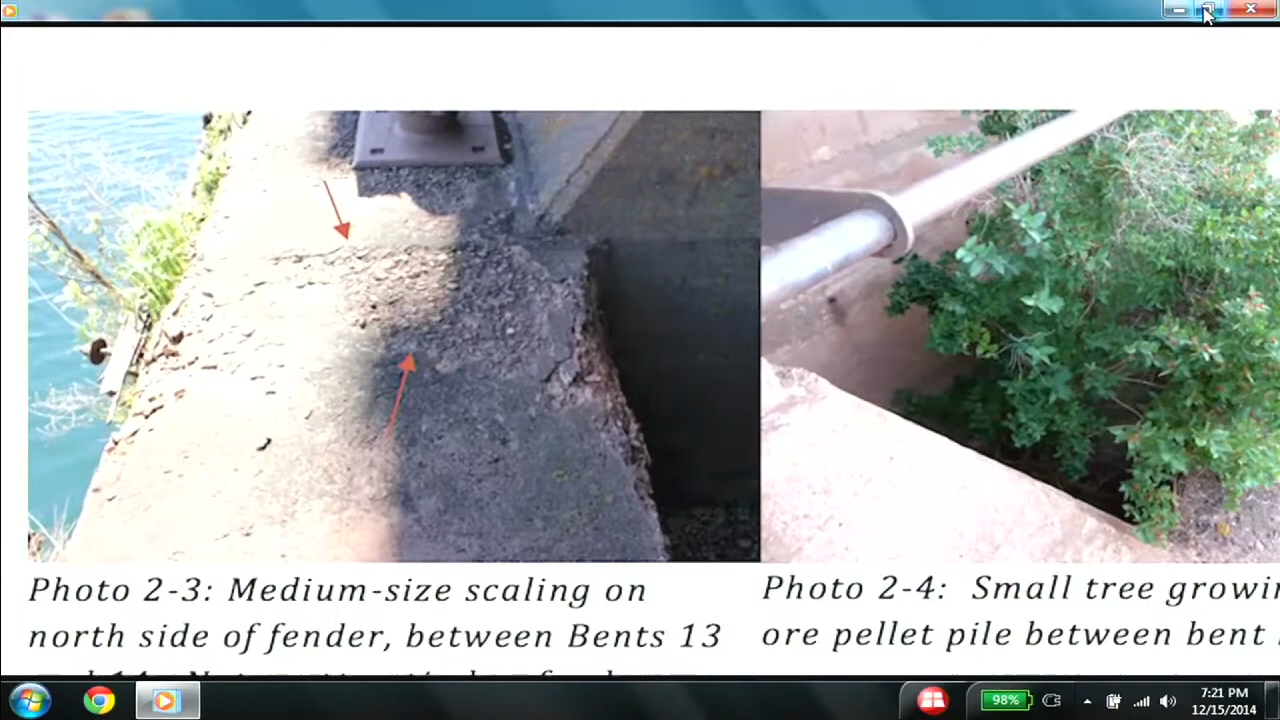 Photo 2-3: Medium-size scaling on
north side of fender, between Bents 13
Photo 2-4: Small tree
ore pellet pile between bent
98%
7:21 PM
12/15/2014